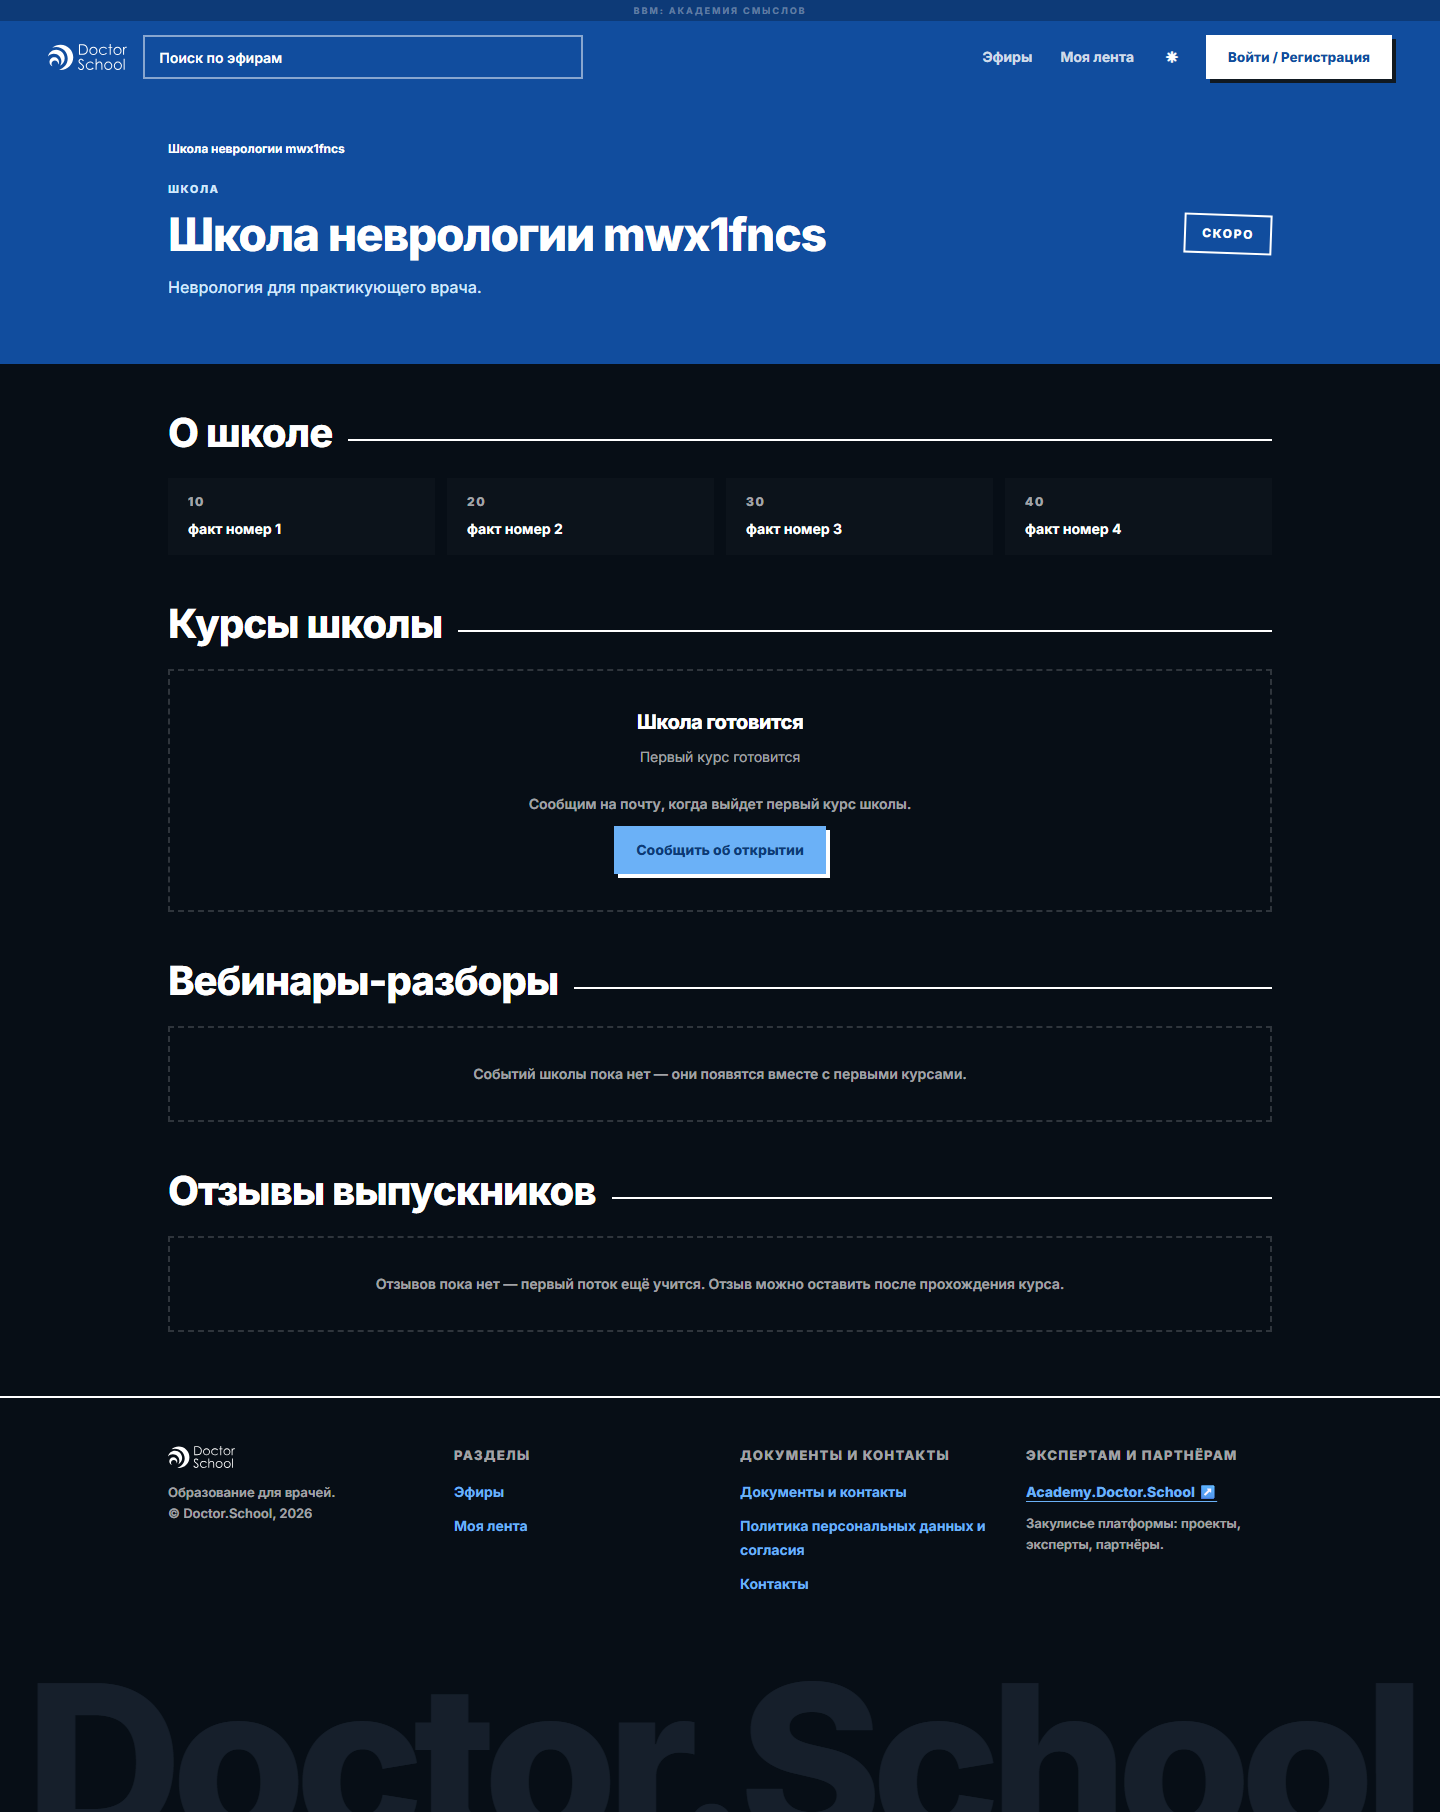 ВВМ: АКАДЕМИЯ СМЫСЛОВ
Doctor
School
Поиск по эфирам
Эфиры
Моя лента
Войти / Регистрация
Школа неврологии mwx1fncs
ШКОЛА
Школа неврологии mwx1fncs
СКОРО
Неврология для практикующего врача.
О школе
10
факт номер 1
20
факт номер 2
30
факт номер 3
40
факт номер 4
Курсы школы
Школа готовится
Первый курс готовится
Сообщим на почту, когда выйдет первый курс школы.
Сообщить об открытии
Вебинары-разборы
Событий школы пока нет — они появятся вместе с первыми курсами.
Отзывы выпускников
Отзывов пока нет — первый поток ещё учится. Отзыв можно оставить после прохождения курса.
Doctor
School
Образование для врачей.
© Doctor.School, 2026
РАЗДЕЛЫ
Эфиры
Моя лента
ДОКУМЕНТЫ И КОНТАКТЫ
Документы и контакты
Политика персональных данных и
согласия
Контакты
ЭКСПЕРТАМ И ПАРТНЁРАМ
Academy.Doctor.School ↗
Закулисье платформы: проекты,
эксперты, партнёры.
Doctor.School